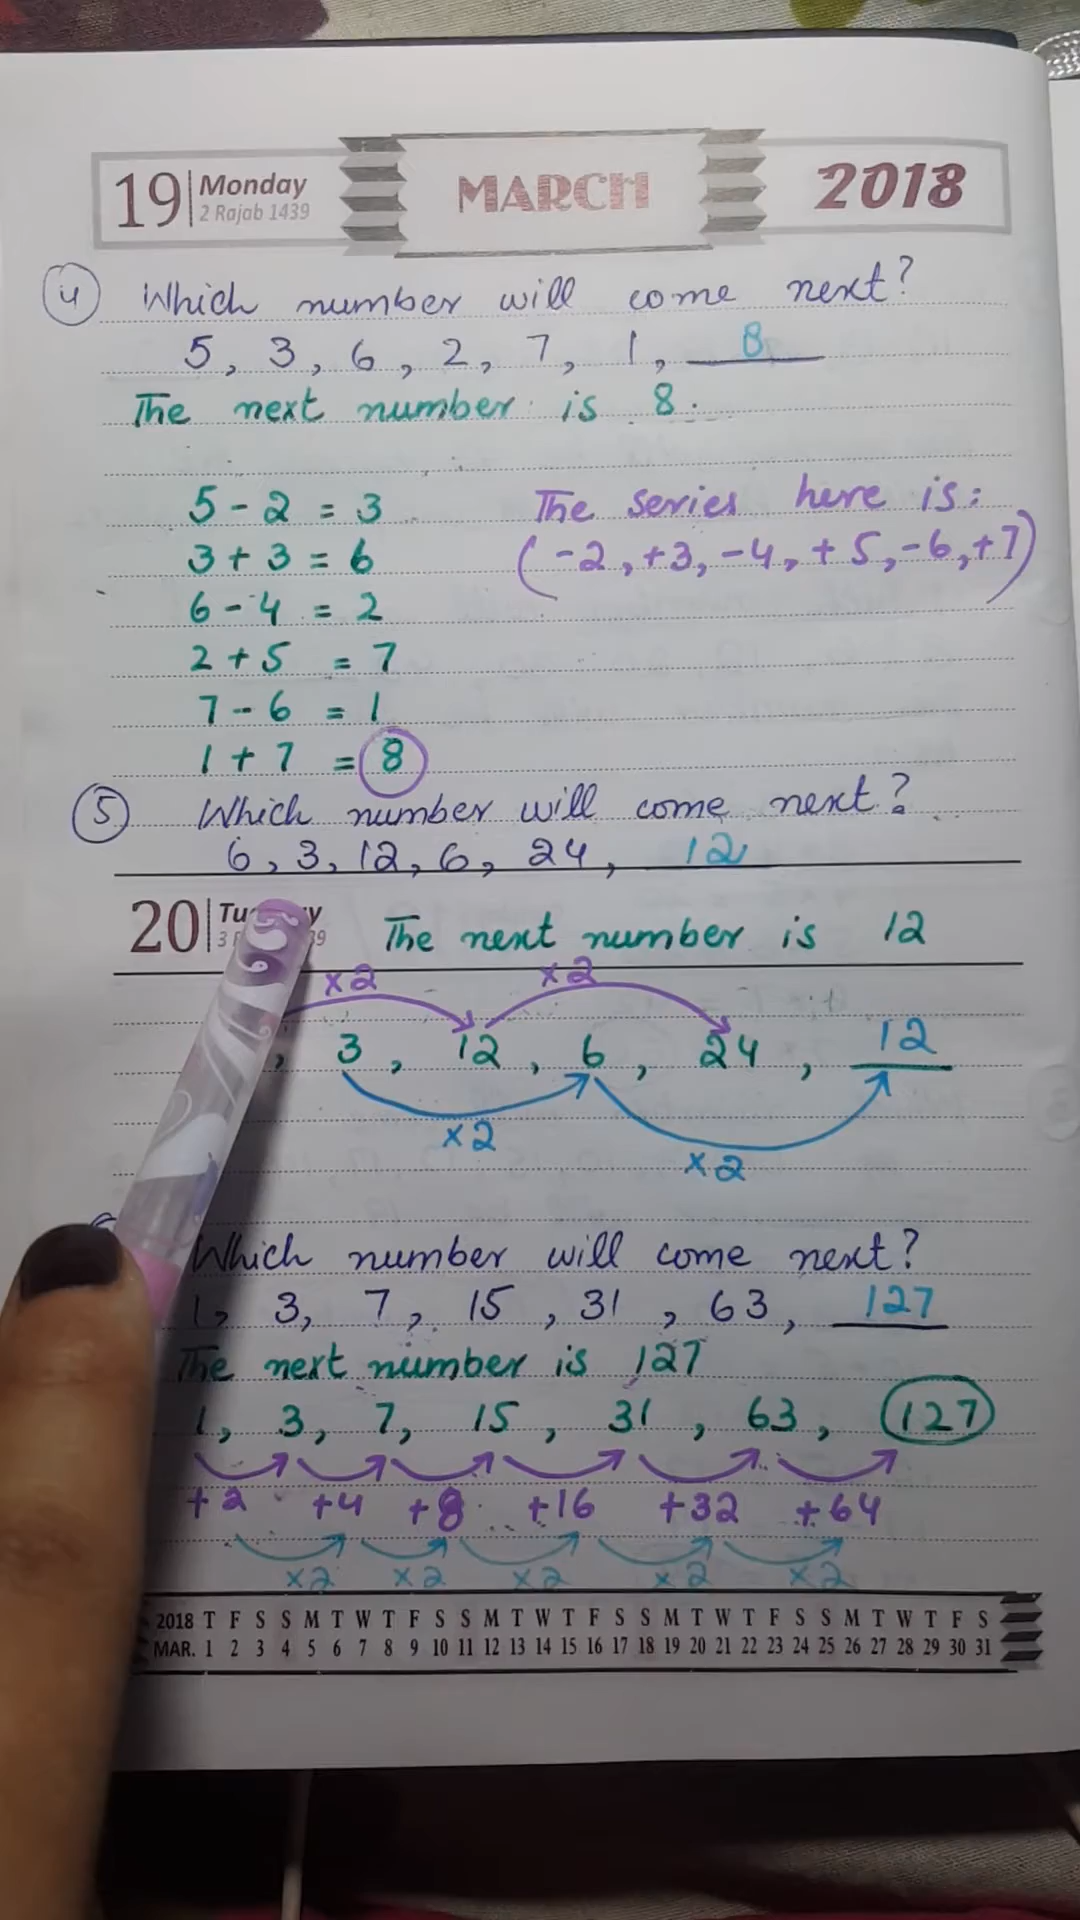 19 Monday MARCH 2018
2 Rajab 1439
4 Which number will come next?
5, 3, 6, 2, 7, 1, 8
The next number is 8.
5 - 2 = 3 The series here is:
3 + 3 = 6 (-2, +3, -4, +5, -6, +7)
6 - 4 = 2
2 + 5 = 7
7 - 6 = 1
1 + 7 = 8
5 Which number will come next?
6, 3, 12, 6, 24, 12
20 The next number is 12
×2 ×2
, 3, 12, 6, 24, 12
×2 ×2
Which number will come next?
1, 3, 7, 15, 31, 63, 127
The next number is 127
1, 3, 7, 15, 31, 63, 127
+2 +4 +8 +16 +32 +64
×2 ×2 ×2 ×2 ×2
2018 T F S S M T W T F S S M T W T F S S M T W T F S S M T W T F S
MAR. 1 2 3 4 5 6 7 8 9 10 11 12 13 14 15 16 17 18 19 20 21 22 23 24 25 26 27 28 29 30 31